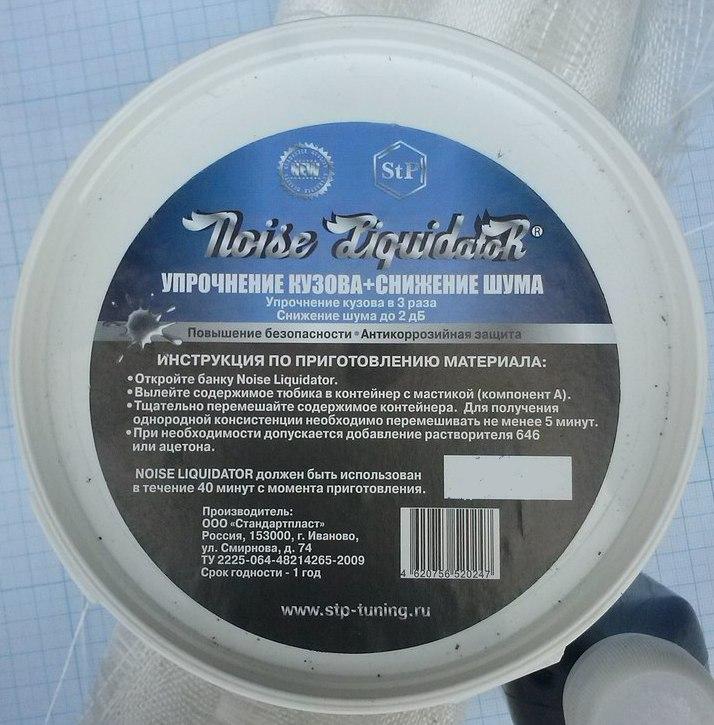 NEW
StP
Noise LiquidatoR®
УПРОЧНЕНИЕ КУЗОВА+СНИЖЕНИЕ ШУМА
Упрочнение кузова в 3 раза
Снижение шума до 2 дБ
Повышение безопасности • Антикоррозийная защита
ИНСТРУКЦИЯ ПО ПРИГОТОВЛЕНИЮ МАТЕРИАЛА:
• Откройте банку Noise Liquidator.
• Вылейте содержимое тюбика в контейнер с мастикой (компонент А).
• Тщательно перемешайте содержимое контейнера. Для получения
однородной консистенции необходимо перемешивать не менее 5 минут.
• При необходимости допускается добавление растворителя 646
или ацетона.
NOISE LIQUIDATOR должен быть использован
в течение 40 минут с момента приготовления.
Производитель:
ООО «Стандартпласт»
Россия, 153000, г. Иваново,
ул. Смирнова, д. 74
ТУ 2225-064-48214265-2009
Срок годности - 1 год
4 620756 520247
www.stp-tuning.ru